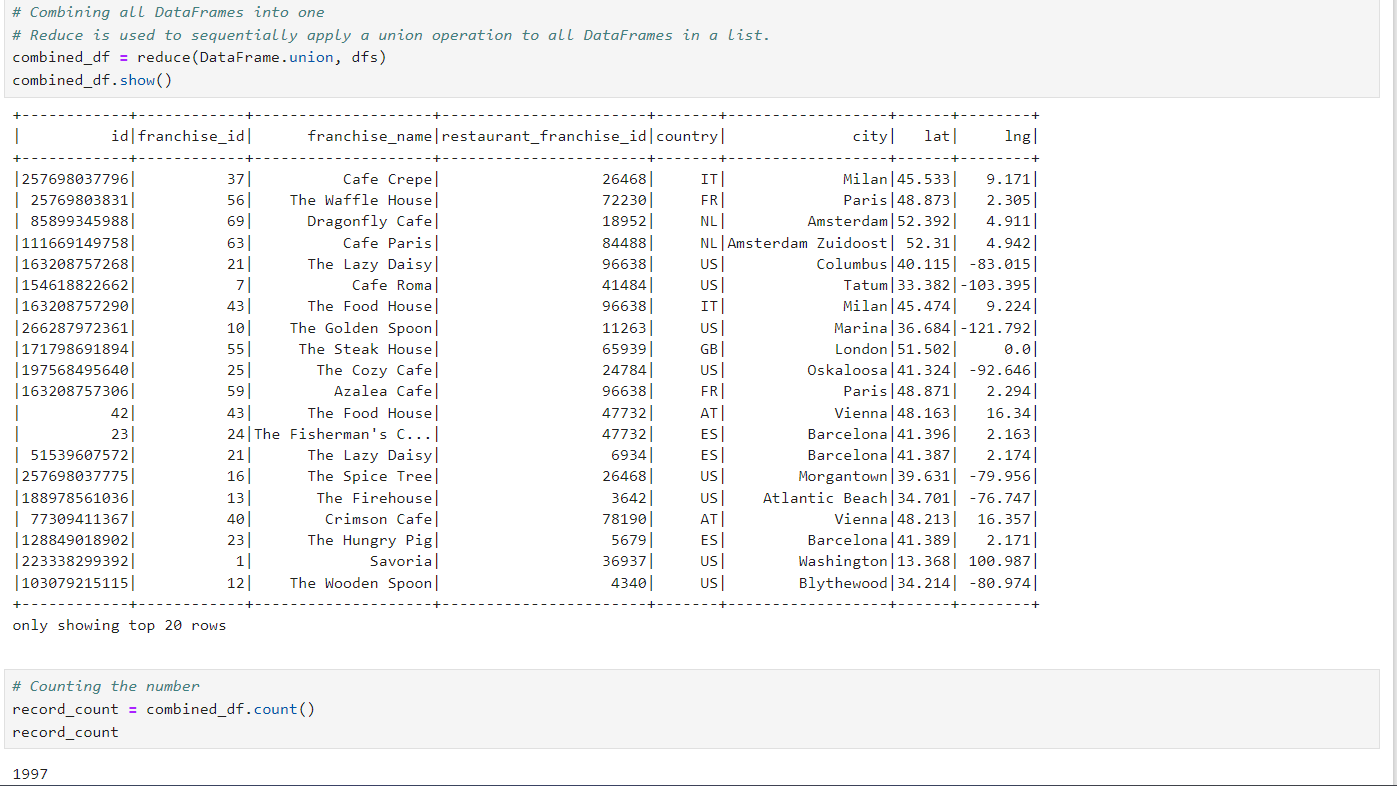 # Combining all DataFrames into one
# Reduce is used to sequentially apply a union operation to all DataFrames in a list.
combined_df = reduce(DataFrame.union, dfs)
combined_df.show()
+------------+------------+--------------------+-----------------------+-------+------------------+------+--------+
|          id|franchise_id|      franchise_name|restaurant_franchise_id|country|              city|   lat|     lng|
+------------+------------+--------------------+-----------------------+-------+------------------+------+--------+
|257698037796|          37|          Cafe Crepe|                  26468|     IT|             Milan|45.533|   9.171|
| 25769803831|          56|    The Waffle House|                  72230|     FR|             Paris|48.873|   2.305|
| 85899345988|          69|      Dragonfly Cafe|                  18952|     NL|         Amsterdam|52.392|   4.911|
|111669149758|          63|          Cafe Paris|                  84488|     NL|Amsterdam Zuidoost| 52.31|   4.942|
|163208757268|          21|      The Lazy Daisy|                  96638|     US|          Columbus|40.115| -83.015|
|154618822662|           7|           Cafe Roma|                  41484|     US|             Tatum|33.382|-103.395|
|163208757290|          43|      The Food House|                  96638|     IT|             Milan|45.474|   9.224|
|266287972361|          10|    The Golden Spoon|                  11263|     US|            Marina|36.684|-121.792|
|171798691894|          55|     The Steak House|                  65939|     GB|            London|51.502|     0.0|
|197568495640|          25|       The Cozy Cafe|                  24784|     US|         Oskaloosa|41.324| -92.646|
|163208757306|          59|         Azalea Cafe|                  96638|     FR|             Paris|48.871|   2.294|
|          42|          43|      The Food House|                  47732|     AT|            Vienna|48.163|   16.34|
|          23|          24|The Fisherman's C...|                  47732|     ES|         Barcelona|41.396|   2.163|
| 51539607572|          21|      The Lazy Daisy|                   6934|     ES|         Barcelona|41.387|   2.174|
|257698037775|          16|      The Spice Tree|                  26468|     US|        Morgantown|39.631| -79.956|
|188978561036|          13|       The Firehouse|                   3642|     US|    Atlantic Beach|34.701| -76.747|
| 77309411367|          40|        Crimson Cafe|                  78190|     AT|            Vienna|48.213|  16.357|
|128849018902|          23|      The Hungry Pig|                   5679|     ES|         Barcelona|41.389|   2.171|
|223338299392|           1|             Savoria|                  36937|     US|        Washington|13.368| 100.987|
|103079215115|          12|    The Wooden Spoon|                   4340|     US|        Blythewood|34.214| -80.974|
+------------+------------+--------------------+-----------------------+-------+------------------+------+--------+
only showing top 20 rows
# Counting the number
record_count = combined_df.count()
record_count
1997